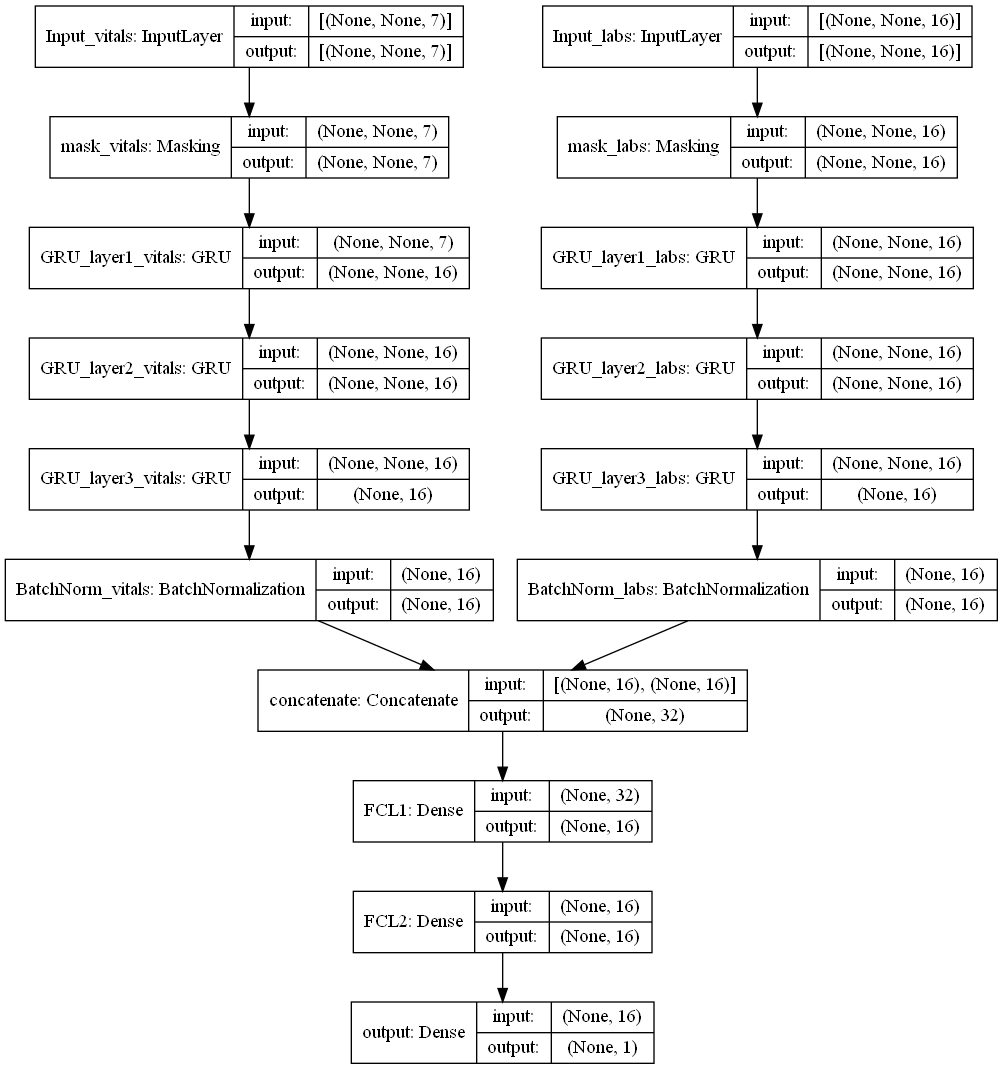 Input_vitals: InputLayer
input: [(None, None, 7)]
output: [(None, None, 7)]
Input_labs: InputLayer
input: [(None, None, 16)]
output: [(None, None, 16)]
mask_vitals: Masking
input: (None, None, 7)
output: (None, None, 7)
mask_labs: Masking
input: (None, None, 16)
output: (None, None, 16)
GRU_layer1_vitals: GRU
input: (None, None, 7)
output: (None, None, 16)
GRU_layer1_labs: GRU
input: (None, None, 16)
output: (None, None, 16)
GRU_layer2_vitals: GRU
input: (None, None, 16)
output: (None, None, 16)
GRU_layer2_labs: GRU
input: (None, None, 16)
output: (None, None, 16)
GRU_layer3_vitals: GRU
input: (None, None, 16)
output: (None, 16)
GRU_layer3_labs: GRU
input: (None, None, 16)
output: (None, 16)
BatchNorm_vitals: BatchNormalization
input: (None, 16)
output: (None, 16)
BatchNorm_labs: BatchNormalization
input: (None, 16)
output: (None, 16)
concatenate: Concatenate
input: [(None, 16), (None, 16)]
output: (None, 32)
FCL1: Dense
input: (None, 32)
output: (None, 16)
FCL2: Dense
input: (None, 16)
output: (None, 16)
output: Dense
input: (None, 16)
output: (None, 1)